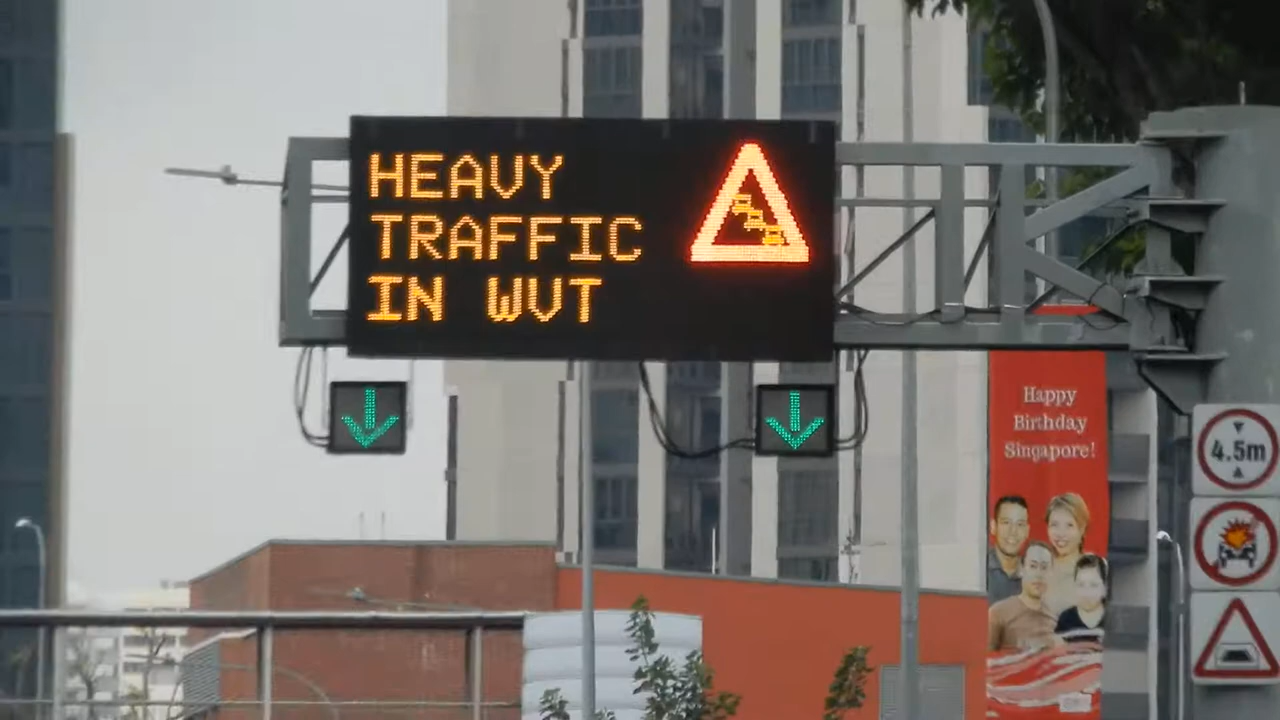 HEAVY
TRAFFIC
IN WVT
Happy
Birthday
Singapore!
4.5m